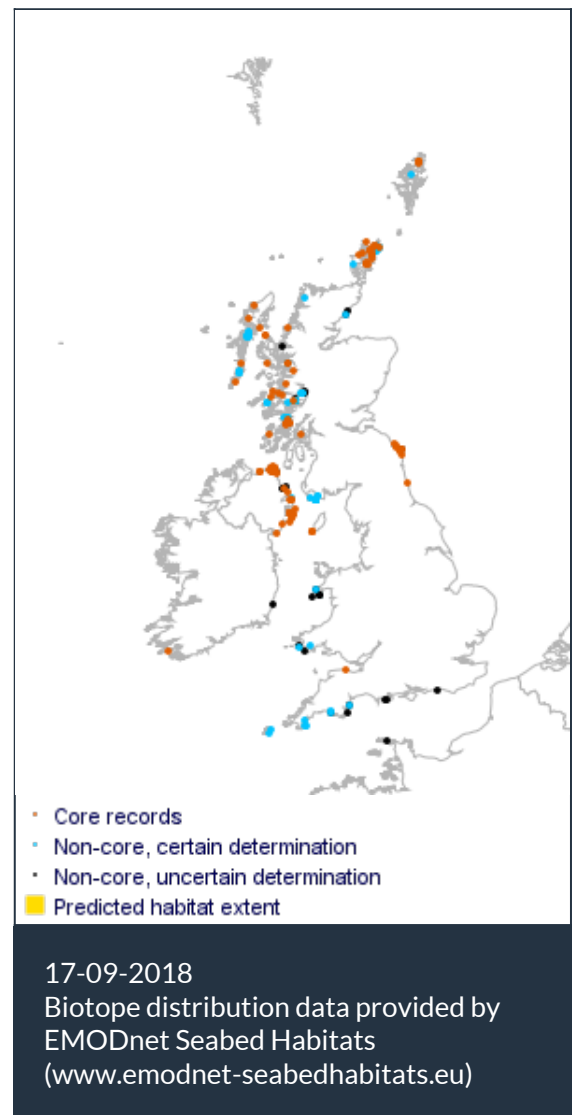 Core records
Non-core, certain determination
Non-core, uncertain determination
Predicted habitat extent
17-09-2018
Biotope distribution data provided by
EMODnet Seabed Habitats
(www.emodnet-seabedhabitats.eu)